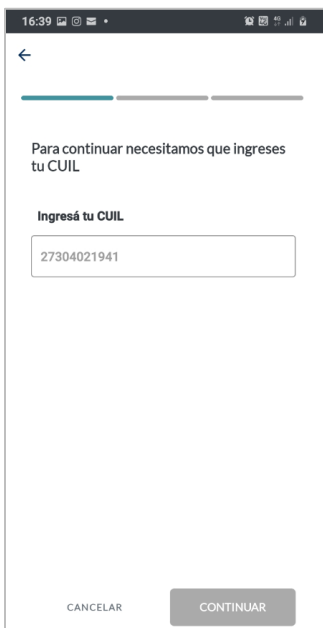 16:39
Para continuar necesitamos que ingreses
tu CUIL
Ingresá tu CUIL
27304021941
CANCELAR
CONTINUAR